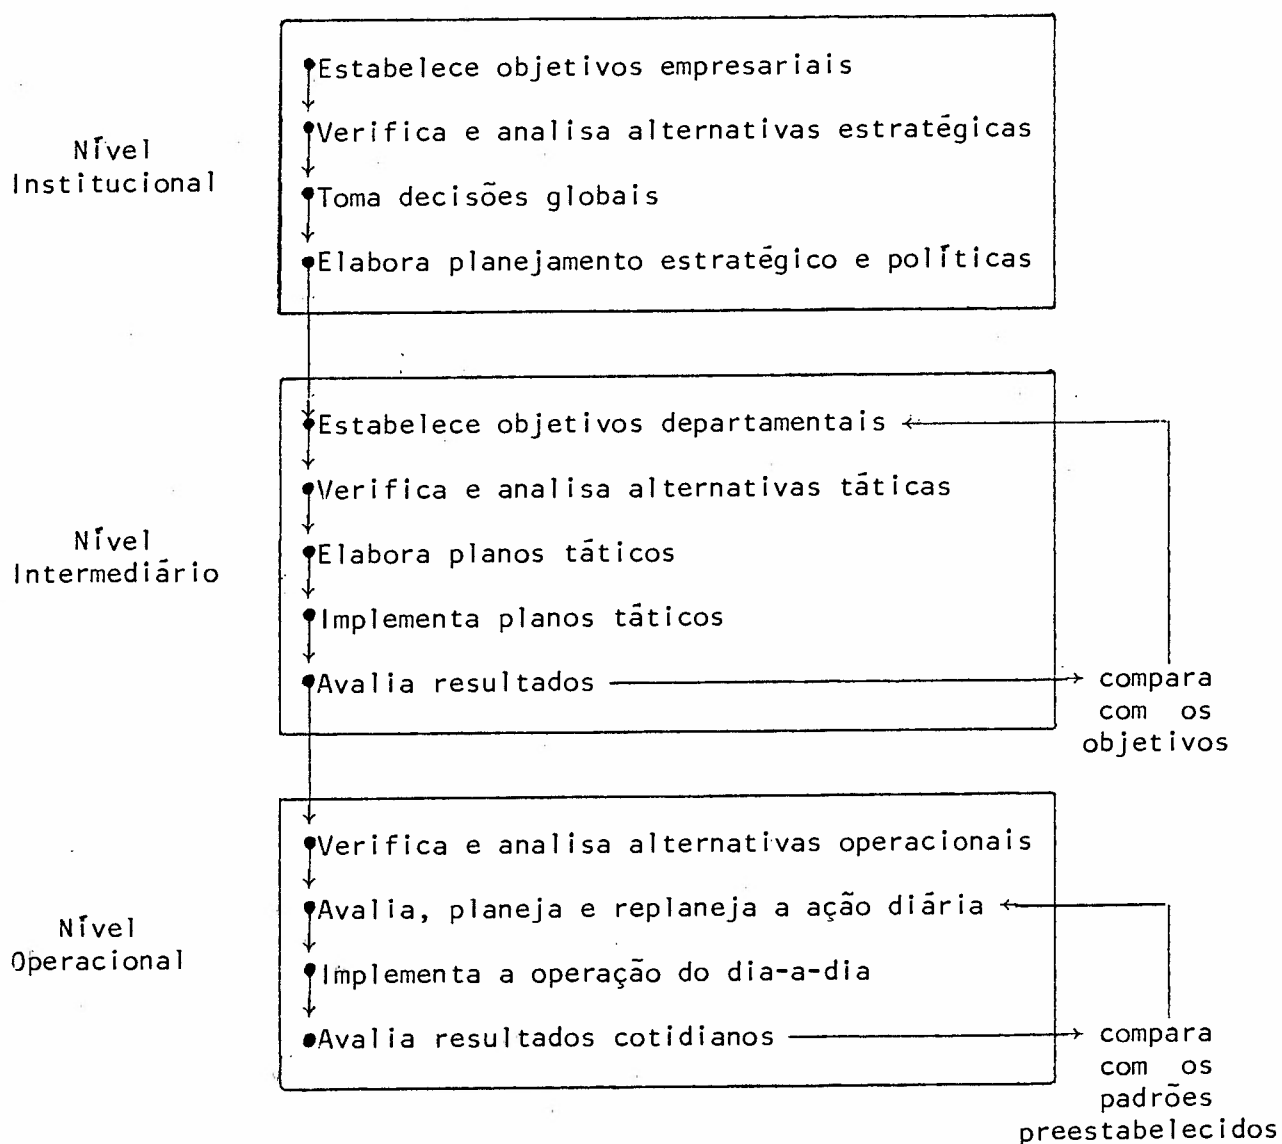 Estabelece objetivos empresariais
Verifica e analisa alternativas estratégicas
Nível
Institucional
Toma decisões globais
Elabora planejamento estratégico e políticas
Estabelece objetivos departamentais
Verifica e analisa alternativas táticas
Nível
Intermediário
Elabora planos táticos
Implementa planos táticos
Avalia resultados
compara
com os
objetivos
Verifica e analisa alternativas operacionais
Avalia, planeja e replaneja a ação diária
Nível
Operacional
Implementa a operação do dia-a-dia
Avalia resultados cotidianos
compara
com os
padrões
preestabelecidos